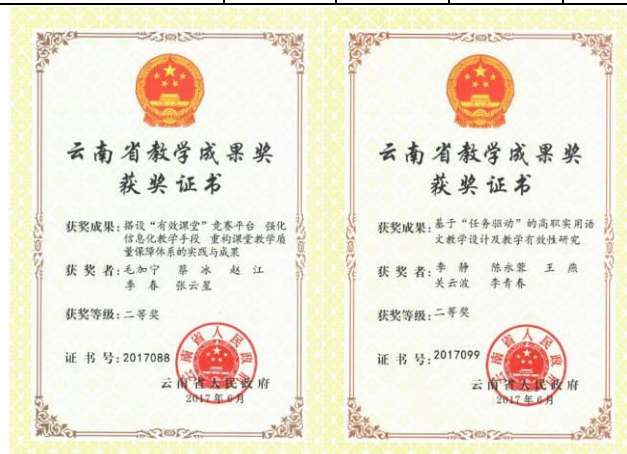 云南省教学成果奖
获奖证书
获奖成果:搭设“有效课堂”竞赛平台 强化
信息化教学手段 重构课堂教学质
量保障体系的实践与成果
获 奖 者:毛加宁 蔡 冰 赵 江
季 春 张云星
获奖等级:二等奖
证 书 号:2017088
云南省人民政府
2017年6月
云南省教学成果奖
获奖证书
获奖成果:基于“任务驱动”的高职实用语
文教学设计及教学有效性研究
获 奖 者:李 静 陈永蓉 王 燕
关云波 李青春
获奖等级:二等奖
证 书 号:2017099
云南省人民政府
2017年6月